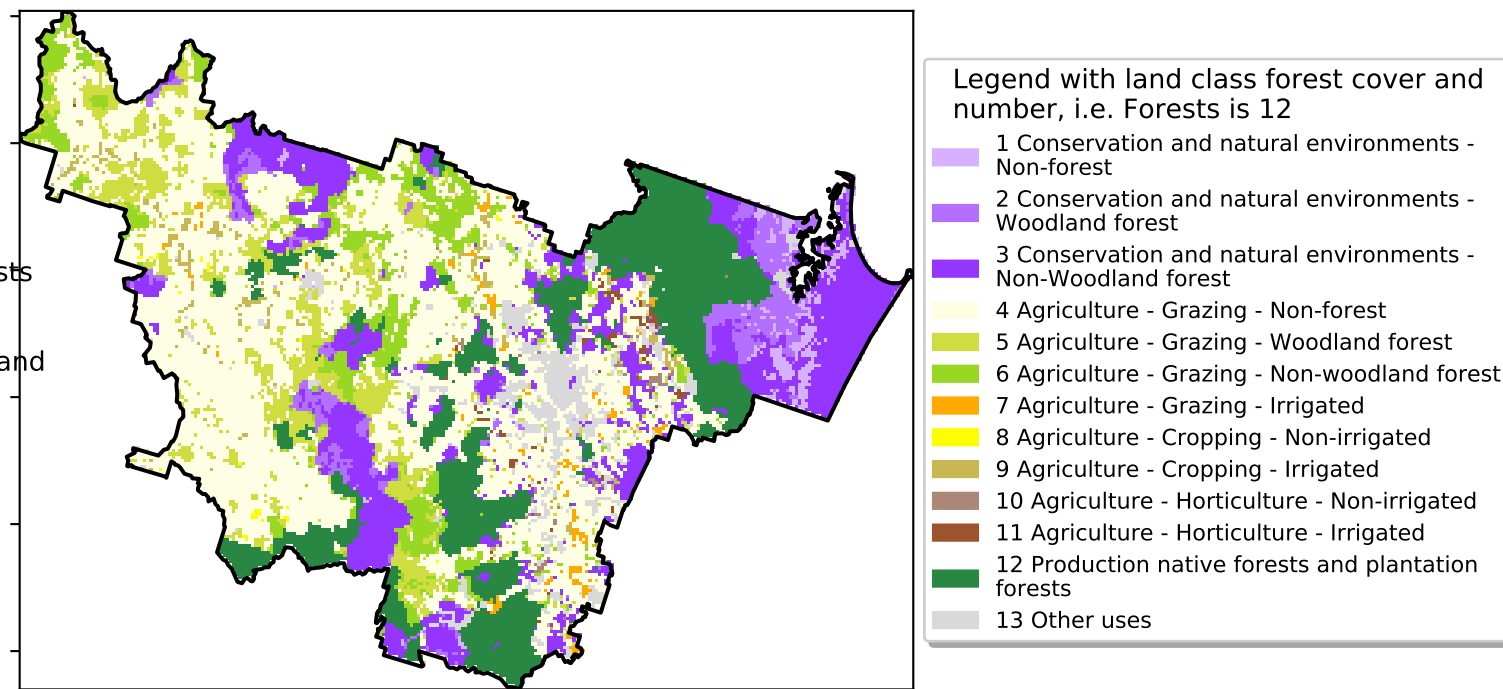 sts
and
Legend with land class forest cover and
number, i.e. Forests is 12
1 Conservation and natural environments -
Non-forest
2 Conservation and natural environments -
Woodland forest
3 Conservation and natural environments -
Non-Woodland forest
4 Agriculture - Grazing - Non-forest
5 Agriculture - Grazing - Woodland forest
6 Agriculture - Grazing - Non-woodland forest
7 Agriculture - Grazing - Irrigated
8 Agriculture - Cropping - Non-irrigated
9 Agriculture - Cropping - Irrigated
10 Agriculture - Horticulture - Non-irrigated
11 Agriculture - Horticulture - Irrigated
12 Production native forests and plantation
forests
13 Other uses